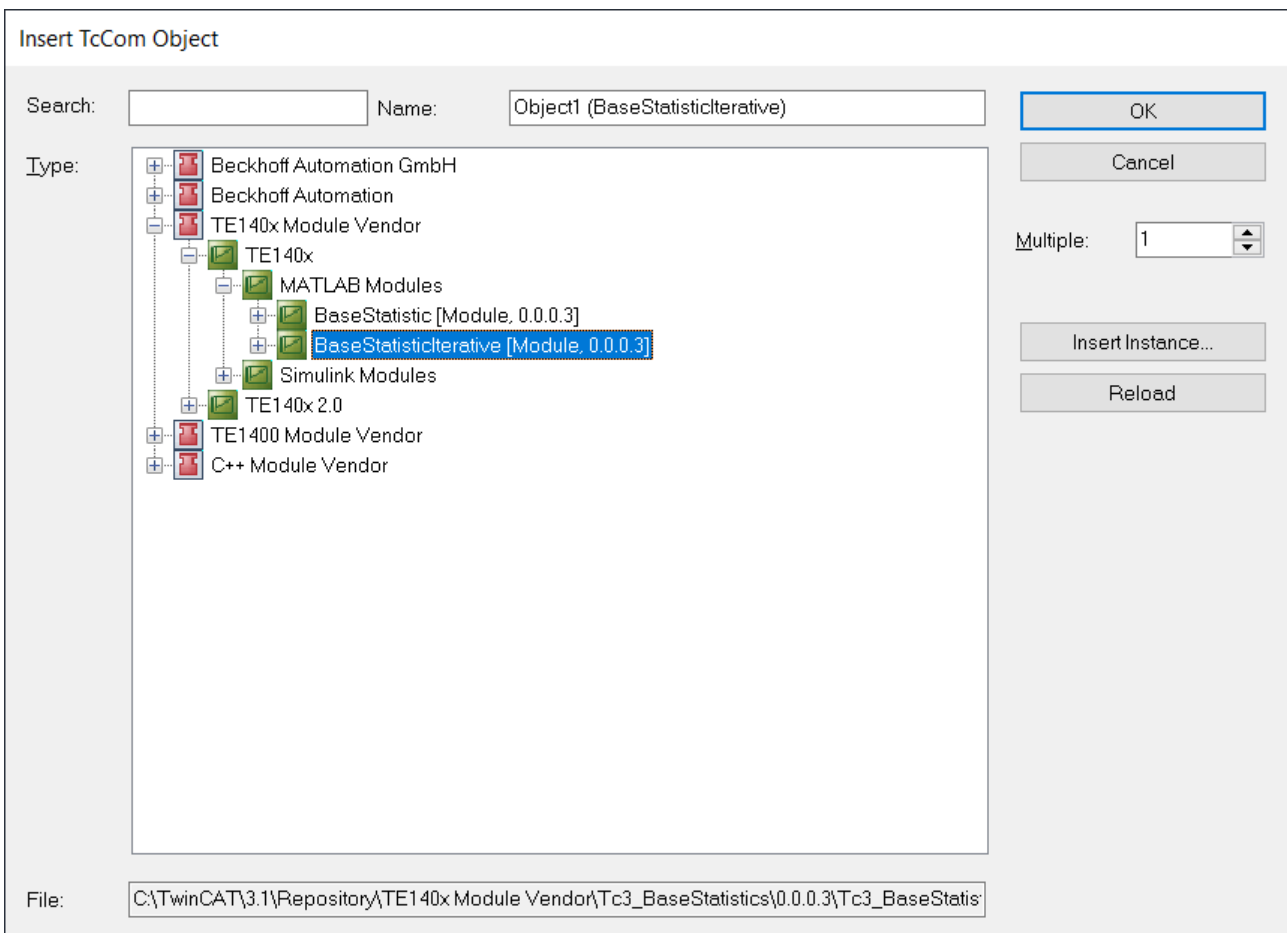 Insert TcCom Object
Search:
Name:
Object1 (BaseStatisticIterative)
OK
Type:
Beckhoff Automation GmbH
Cancel
Beckhoff Automation
TE140x Module Vendor
Multiple:
1
TE140x
MATLAB Modules
BaseStatistic [Module, 0.0.0.3]
BaseStatisticIterative [Module, 0.0.0.3]
Insert Instance...
Simulink Modules
Reload
TE140x 2.0
TE1400 Module Vendor
C++ Module Vendor
File:
C:\TwinCAT\3.1\Repository\TE140x Module Vendor\Tc3_BaseStatistics\0.0.0.3\Tc3_BaseStatis